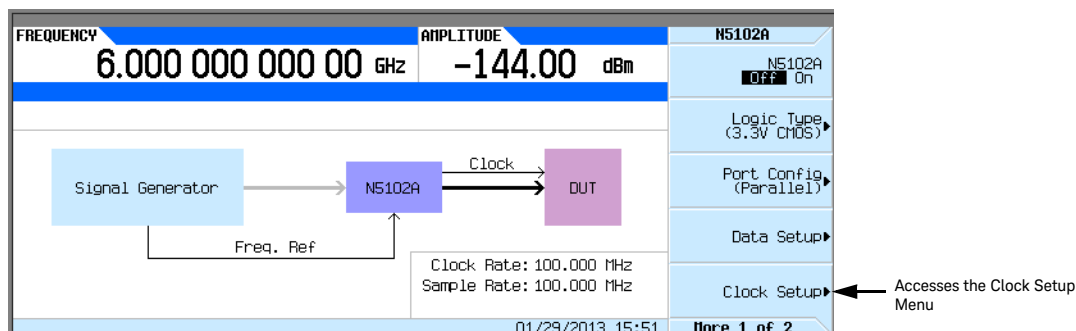 FREQUENCY
6.000 000 000 00 GHz
AMPLITUDE
-144.00 dBm
N5102A
N5102A
Off On
Logic Type
(3.3V CMOS)
Port Config
(Parallel)
Data Setup
Clock Setup
More 1 of 2
Signal Generator
N5102A
Clock
DUT
Freq. Ref
Clock Rate: 100.000 MHz
Sample Rate: 100.000 MHz
01/29/2013 15:51
Accesses the Clock Setup
Menu